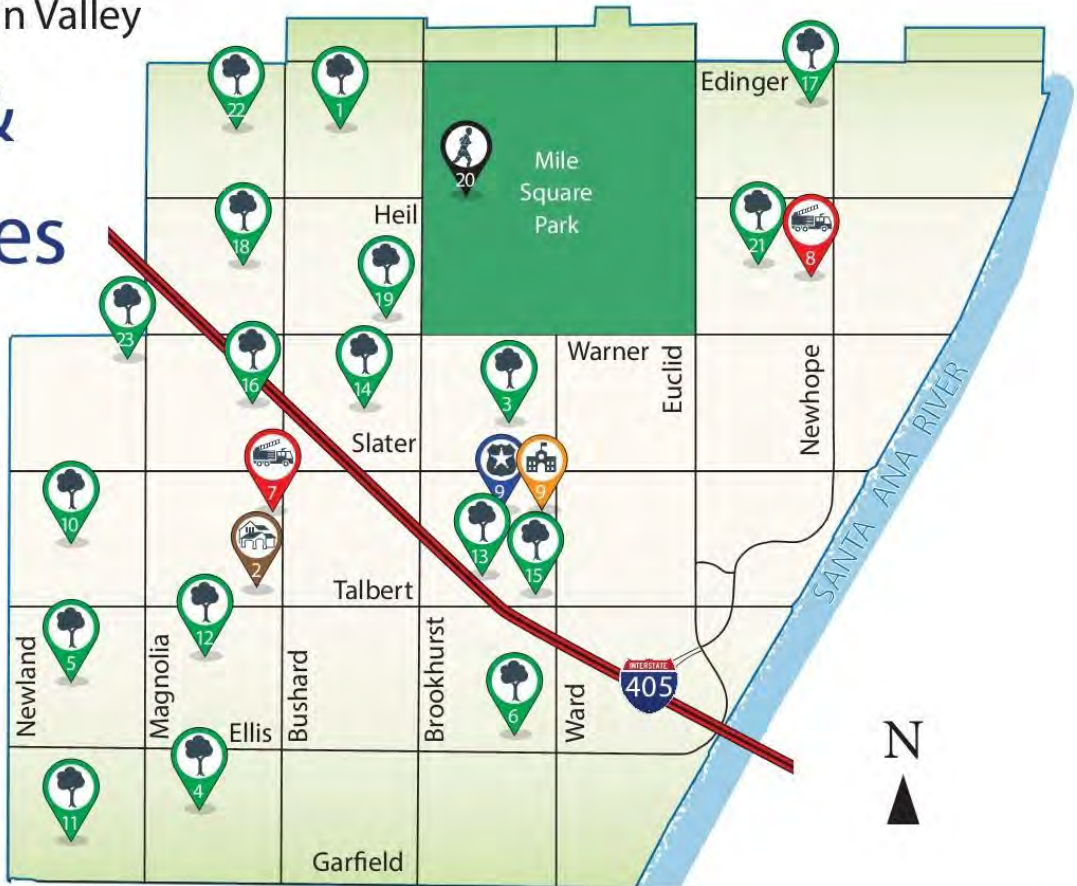 n Valley
&
es
22
1
17
Edinger
20
Mile
Square
Park
18
Heil
21
8
19
23
16
14
3
Warner
Euclid
Newhope
Slater
7
9
9
10
13
15
2
SANTA ANA RIVER
Talbert
12
5
Newland
Magnolia
Bushard
Brookhurst
6
Ward
INTERSTATE
405
Ellis
4
11
N
Garfield